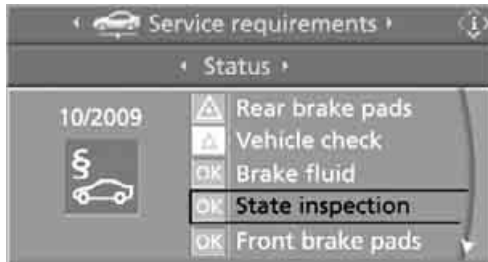 Service requirements
i
Status
10/2009
§
Rear brake pads
Vehicle check
OK Brake fluid
OK State inspection
OK Front brake pads